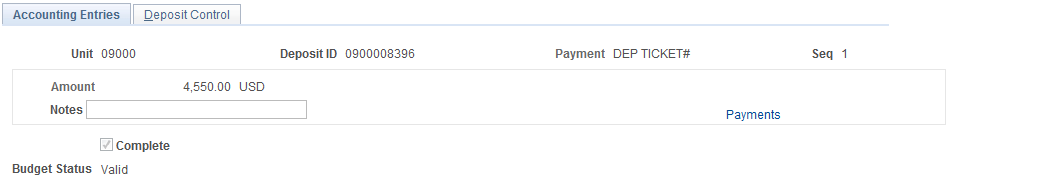 Accounting Entries Deposit Control
Unit 09000 Deposit ID 0900008396 Payment DEP TICKET# Seq 1
Amount 4,550.00 USD
Notes
Payments
Complete
Budget Status Valid